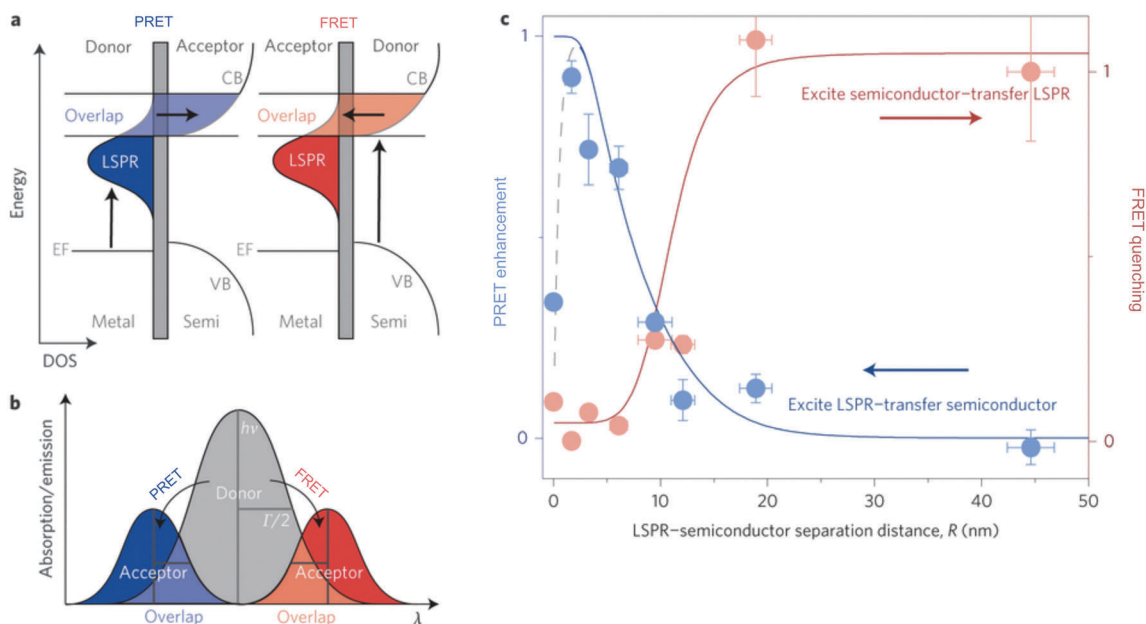 a
PRET
FRET
Donor
Acceptor
Acceptor
Donor
CB
CB
Overlap
Overlap
LSPR
LSPR
Energy
EF
EF
VB
VB
Metal
Semi
Metal
Semi
DOS
b
Absorption/emission
hν
PRET
FRET
Donor
Γ/2
Acceptor
Acceptor
Overlap
Overlap
λ
c
1
0
PRET enhancement
Excite semiconductor–transfer LSPR
Excite LSPR–transfer semiconductor
1
0
FRET quenching
0
10
20
30
40
50
LSPR–semiconductor separation distance, R (nm)